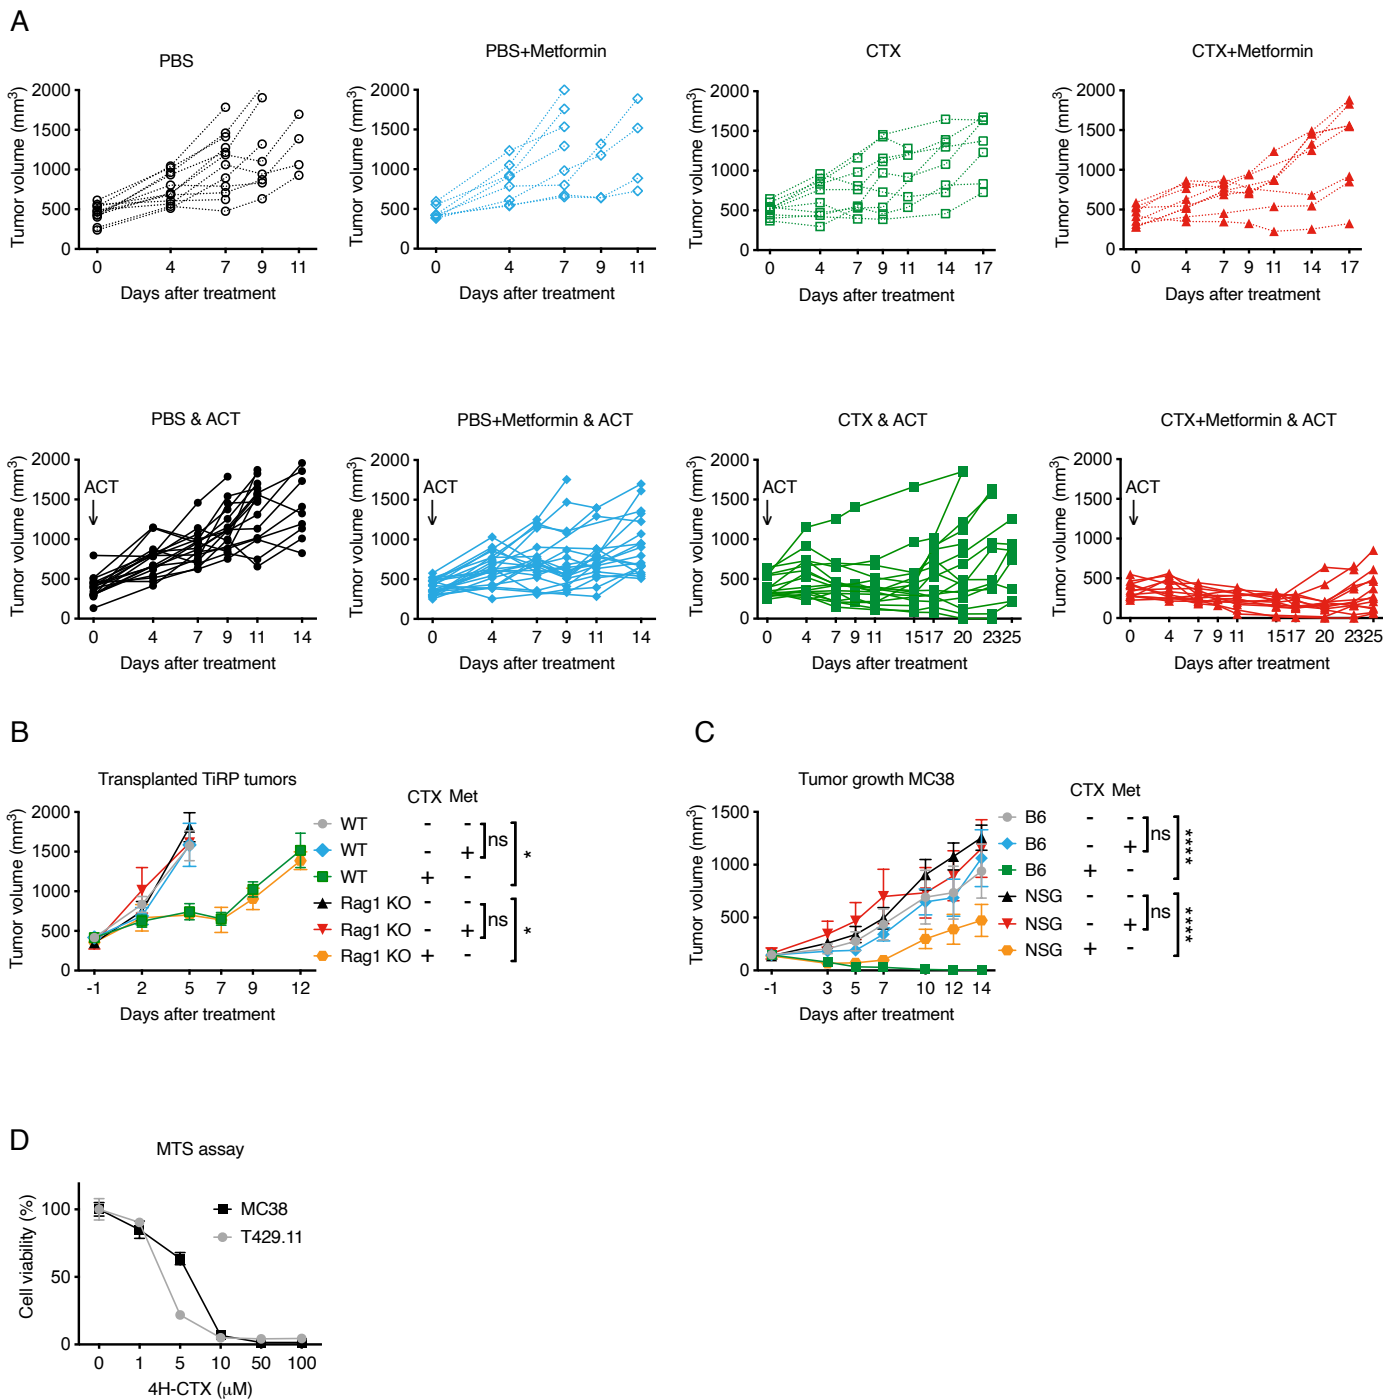 A
PBS
PBS+Metformin
CTX
CTX+Metformin
Tumor volume (mm³)
2000
1500
1000
500
0
0 4 7 9 11
Days after treatment
Tumor volume (mm³)
2000
1500
1000
500
0
0 4 7 9 11
Days after treatment
Tumor volume (mm³)
2000
1500
1000
500
0
0 4 7 9 11 14 17
Days after treatment
Tumor volume (mm³)
2000
1500
1000
500
0
0 4 7 9 11 14 17
Days after treatment
PBS & ACT
PBS+Metformin & ACT
CTX & ACT
CTX+Metformin & ACT
Tumor volume (mm³)
2000
1500
1000
500
0
ACT
0 4 7 9 11 14
Days after treatment
Tumor volume (mm³)
2000
1500
1000
500
0
ACT
0 4 7 9 11 14
Days after treatment
Tumor volume (mm³)
2000
1500
1000
500
0
ACT
0 4 7 9 11 1517 20 2325
Days after treatment
Tumor volume (mm³)
2000
1500
1000
500
0
ACT
0 4 7 9 11 1517 20 2325
Days after treatment
B
Transplanted TiRP tumors
Tumor volume (mm³)
2000
1500
1000
500
0
-1 2 5 7 9 12
Days after treatment
CTX Met
WT - -
WT - +
WT + -
Rag1 KO - -
Rag1 KO - +
Rag1 KO + -
ns
*
ns
*
C
Tumor growth MC38
Tumor volume (mm³)
1500
1000
500
0
-1 3 5 7 10 12 14
Days after treatment
CTX Met
B6 - -
B6 - +
B6 + -
NSG - -
NSG - +
NSG + -
ns
****
ns
****
D
MTS assay
Cell viability (%)
100
50
0
MC38
T429.11
0 1 5 10 50 100
4H-CTX (µM)